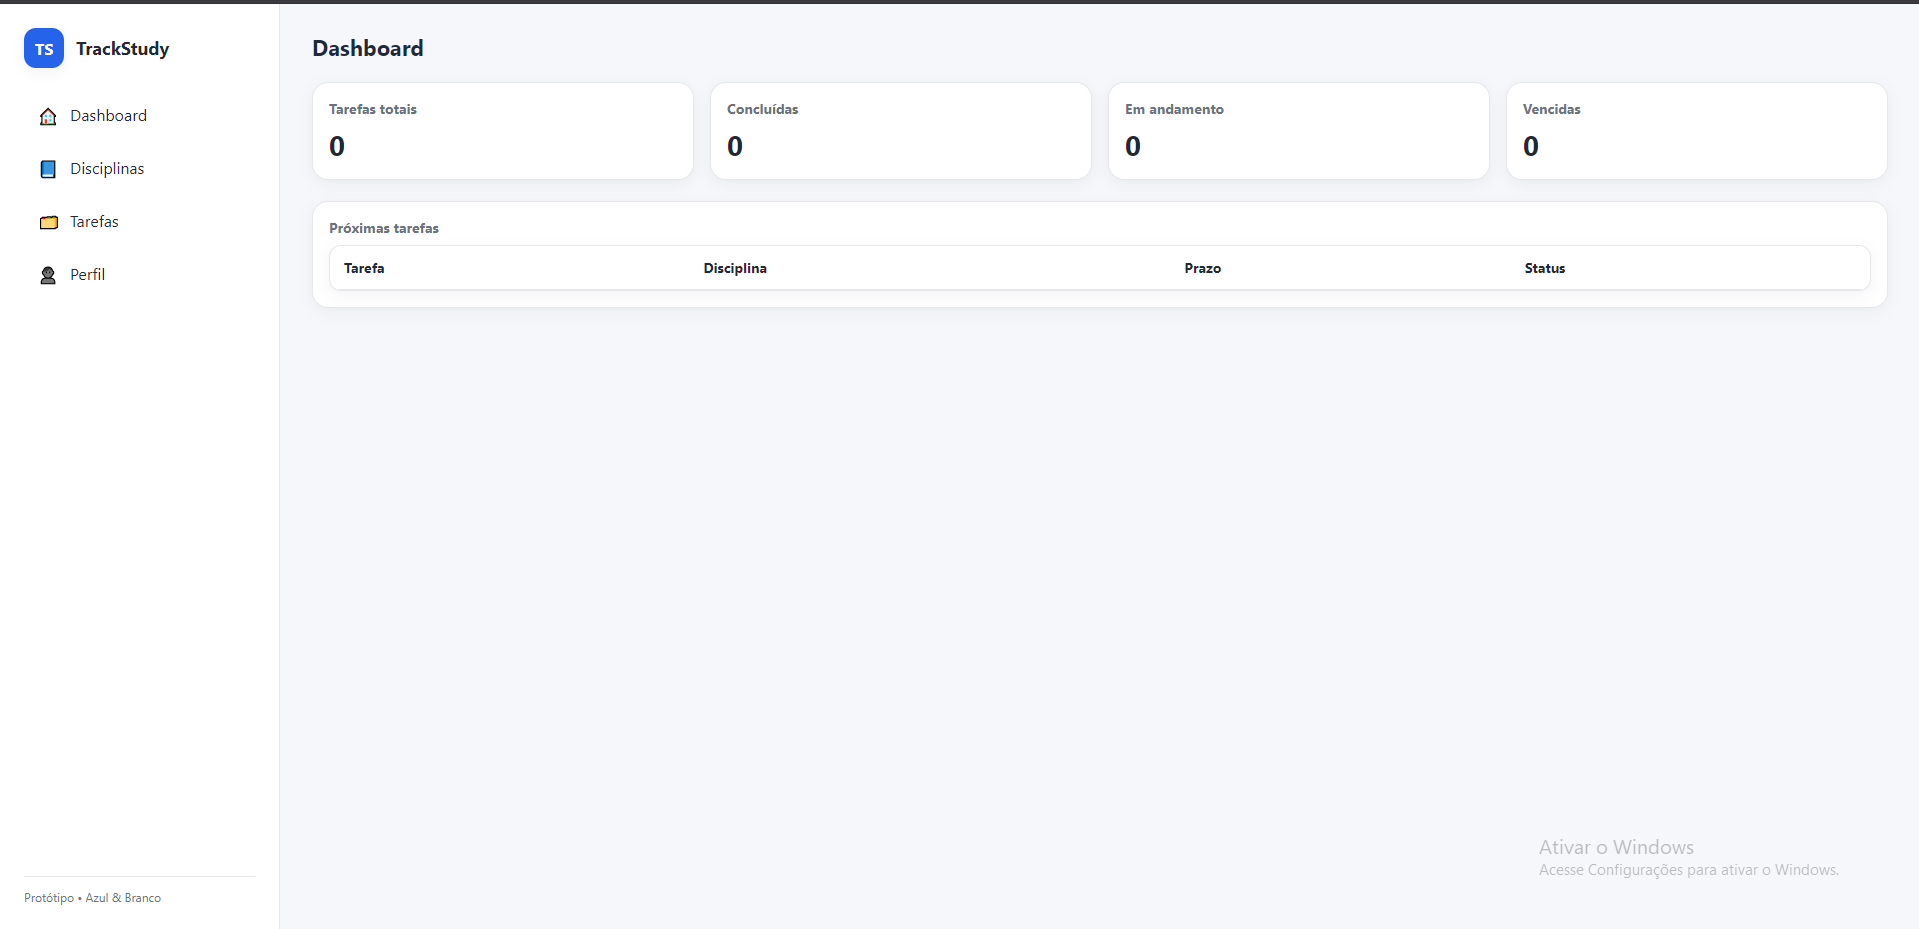 TS TrackStudy
Dashboard
Disciplinas
Tarefas
Perfil
Protótipo • Azul & Branco
Dashboard
Tarefas totais
0
Concluídas
0
Em andamento
0
Vencidas
0
Próximas tarefas
Tarefa Disciplina Prazo Status
Ativar o Windows
Acesse Configurações para ativar o Windows.